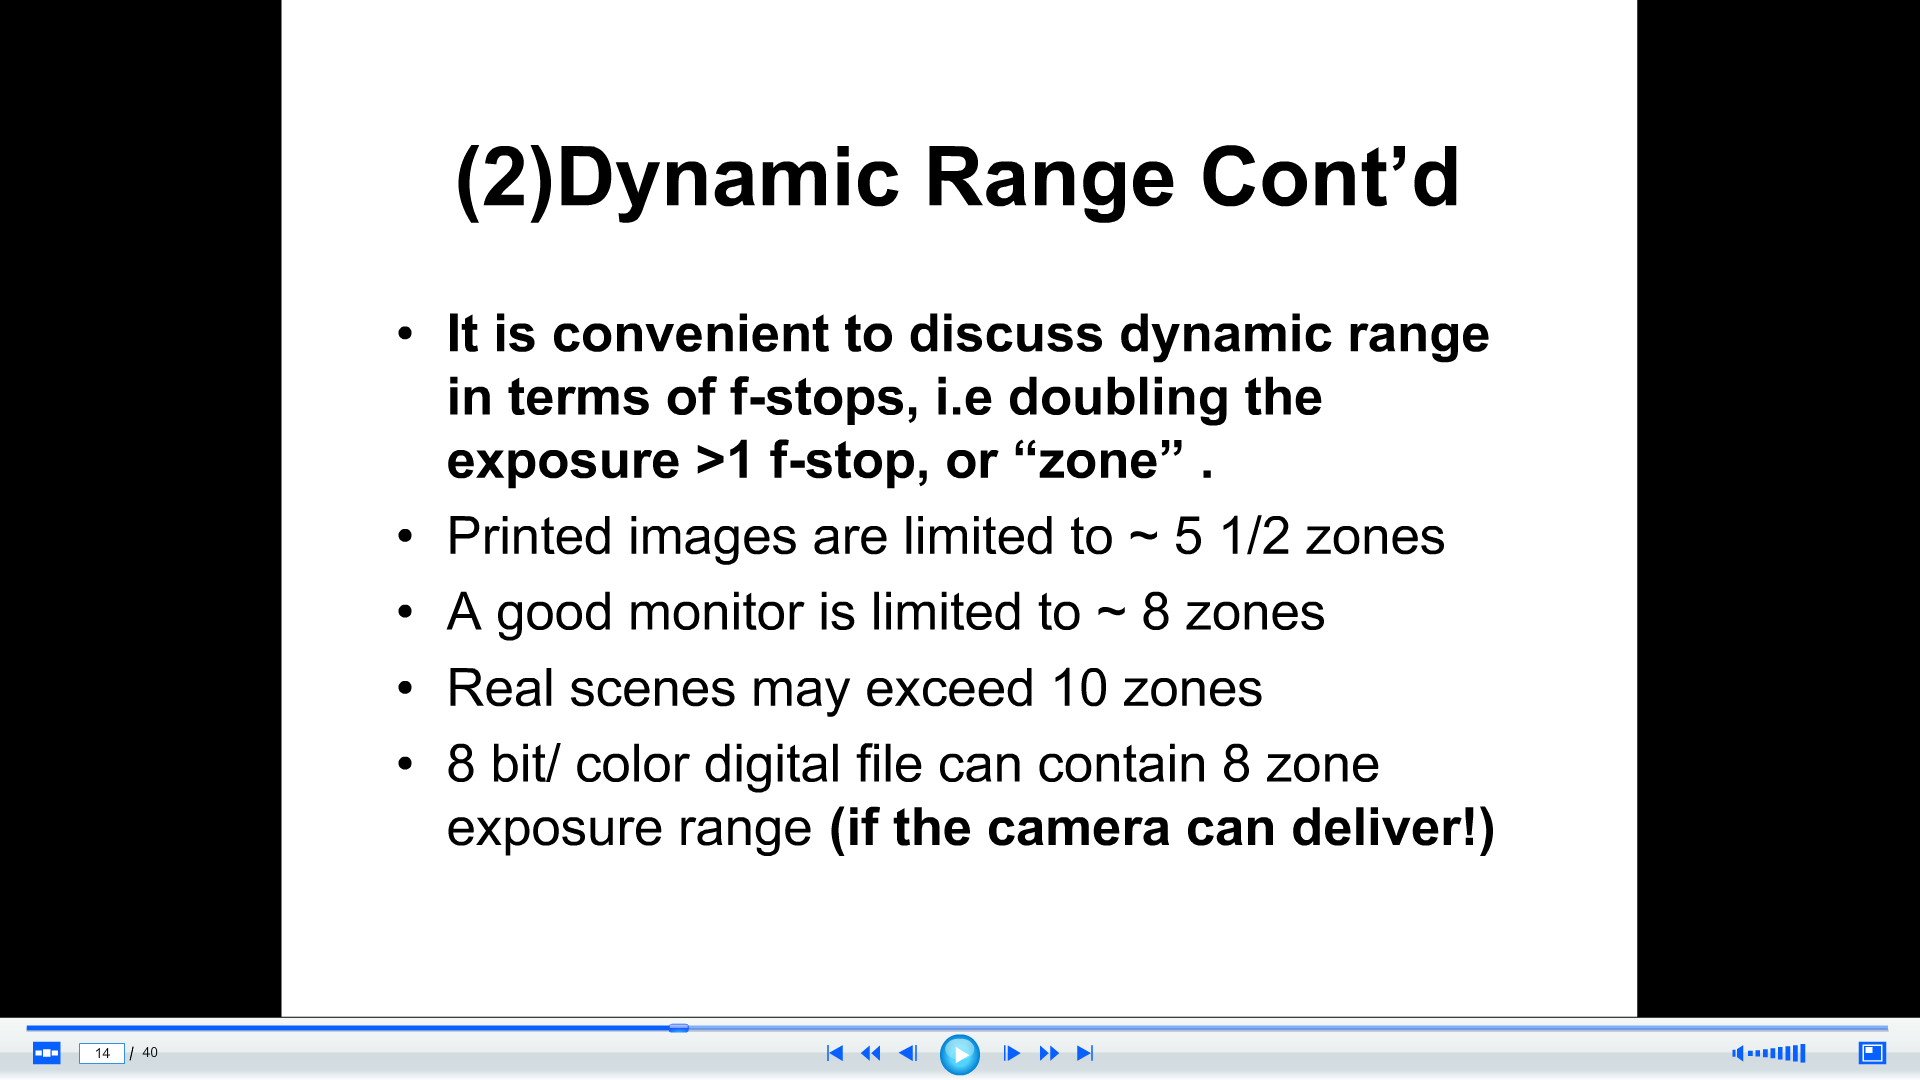 (2)Dynamic Range Cont’d
• It is convenient to discuss dynamic range
in terms of f-stops, i.e doubling the
exposure >1 f-stop, or “zone” .
• Printed images are limited to ~ 5 1/2 zones
• A good monitor is limited to ~ 8 zones
• Real scenes may exceed 10 zones
• 8 bit/ color digital file can contain 8 zone
exposure range (if the camera can deliver!)
14 / 40